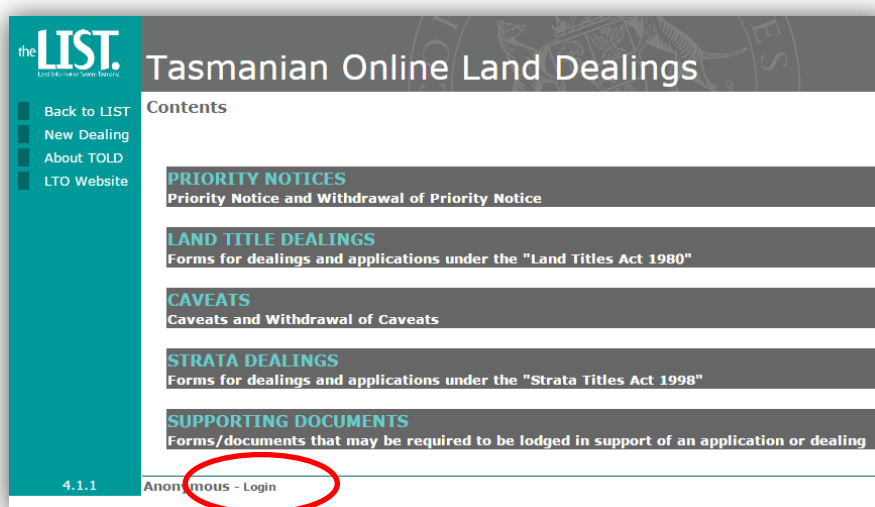 the LIST.
Land Information System Tasmania
Tasmanian Online Land Dealings
Back to LIST
New Dealing
About TOLD
LTO Website
Contents
PRIORITY NOTICES
Priority Notice and Withdrawal of Priority Notice
LAND TITLE DEALINGS
Forms for dealings and applications under the "Land Titles Act 1980"
CAVEATS
Caveats and Withdrawal of Caveats
STRATA DEALINGS
Forms for dealings and applications under the "Strata Titles Act 1998"
SUPPORTING DOCUMENTS
Forms/documents that may be required to be lodged in support of an application or dealing
4.1.1
Anonymous - Login